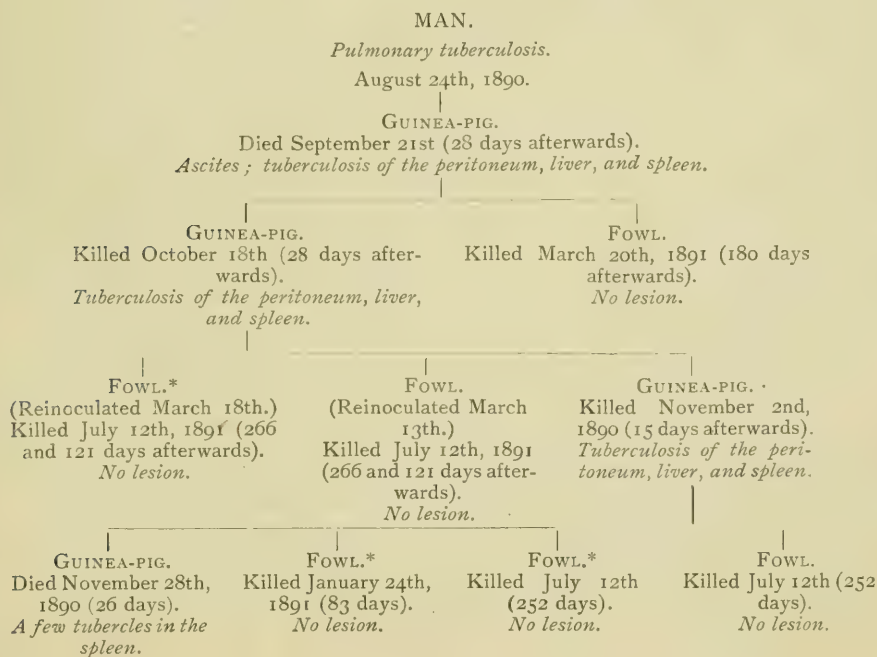 MAN.
Pulmonary tuberculosis.
August 24th, 1890.
GUINEA-PIG.
Died September 21st (28 days afterwards).
Ascites ; tuberculosis of the peritoneum, liver, and spleen.
GUINEA-PIG.
Killed October 18th (28 days after-
wards).
Tuberculosis of the peritoneum, liver,
and spleen.
FOWL.
Killed March 20th, 1891 (180 days
afterwards).
No lesion.
FOWL.*
(Reinoculated March 18th.)
Killed July 12th, 1891 (266
and 121 days afterwards).
No lesion.
FOWL.
(Reinoculated March
13th.)
Killed July 12th, 1891
(266 and 121 days after-
wards).
No lesion.
GUINEA-PIG.
Killed November 2nd,
1890 (15 days afterwards).
Tuberculosis of the peri-
toneum, liver, and spleen.
GUINEA-PIG.
Died November 28th,
1890 (26 days).
A few tubercles in the
spleen.
FOWL.*
Killed January 24th,
1891 (83 days).
No lesion.
FOWL.*
Killed July 12th
(252 days).
No lesion.
FOWL.
Killed July 12th (252
days).
No lesion.